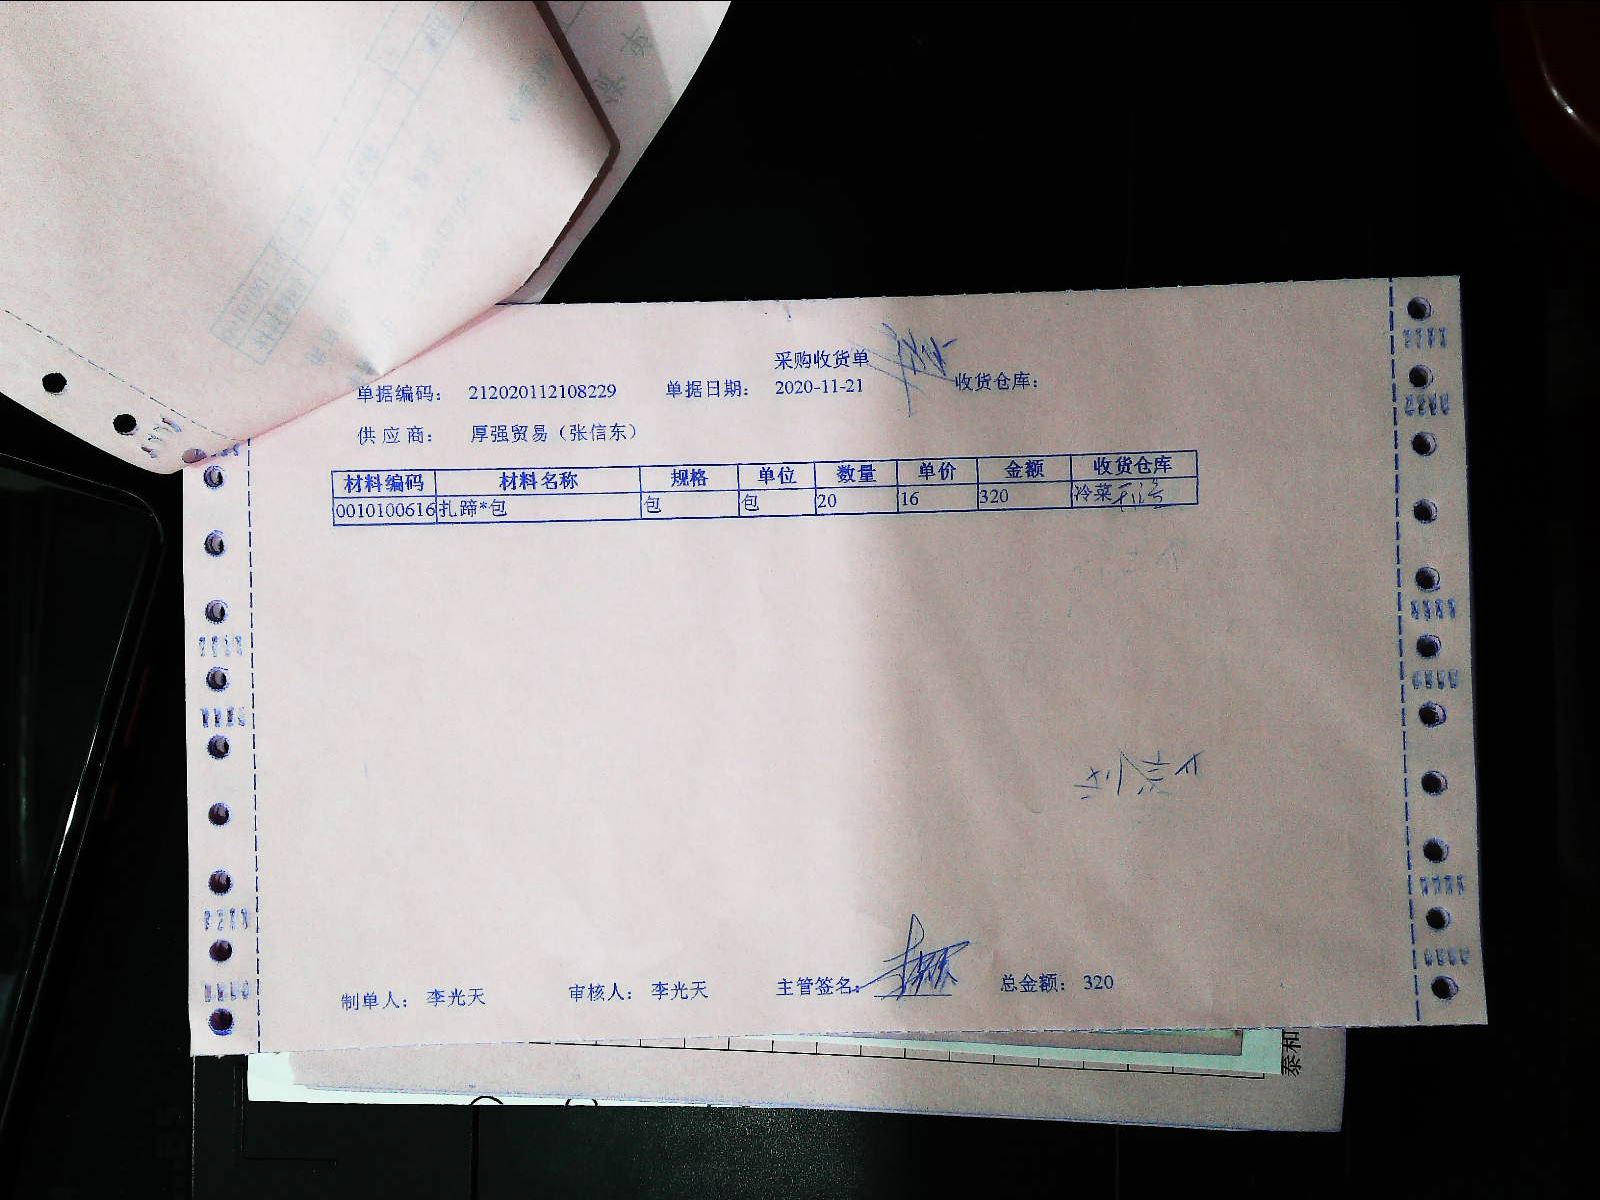 采购收货单
单据编码： 212020112108229 单据日期： 2020-11-21 收货仓库：
供 应 商： 厚强贸易（张信东）
材料编码 材料名称 规格 单位 数量 单价 金额 收货仓库
0010100616 扎蹄*包 包 包 20 16 320 冷菜
制单人： 李光天 审核人： 李光天 主管签名： 总金额： 320
泰和